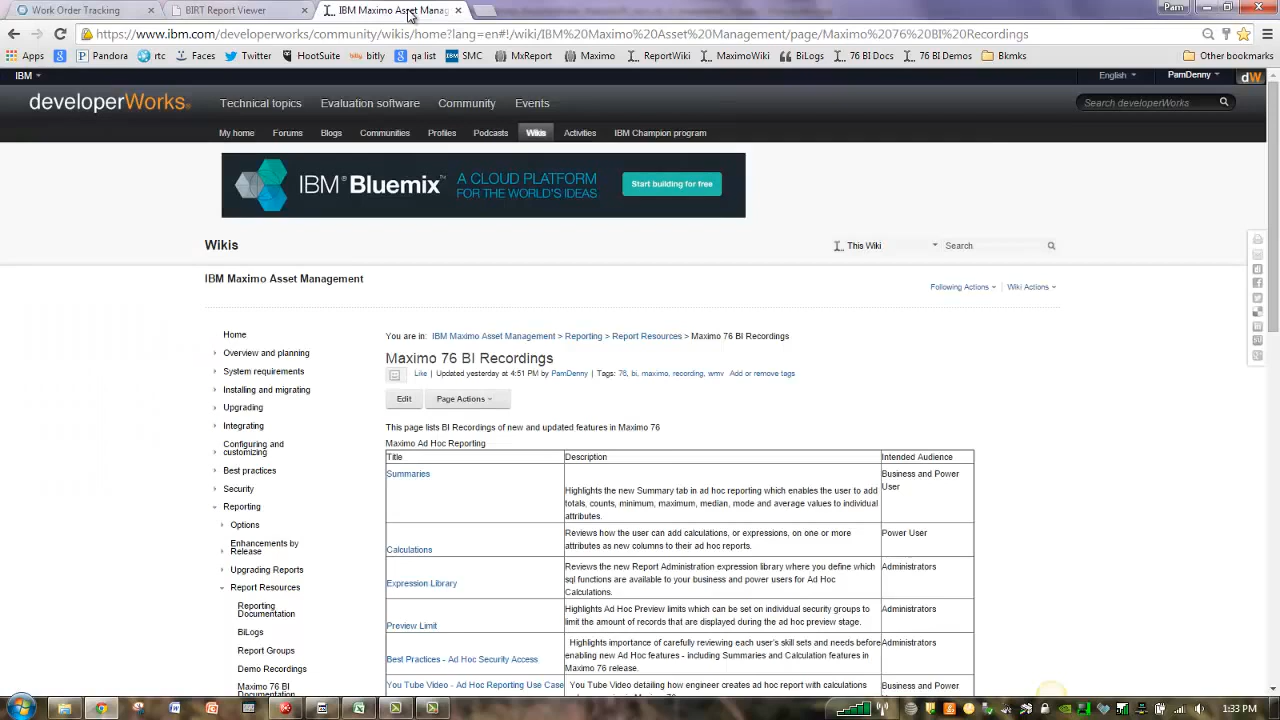 Work Order Tracking
BIRT Report Viewer
IBM Maximo Asset Manag
Pam
https://www.ibm.com/developerworks/community/wikis/home?lang=en#!/wiki/IBM%20Maximo%20Asset%20Management/page/Maximo%2076%20BI%20Recordings
Apps
Pandora
rtc
Faces
Twitter
HootSuite
bitly
qa list
SMC
MxReport
Maximo
ReportWiki
MaximoWiki
BiLogs
76 BI Docs
76 BI Demos
Bkmks
Other bookmarks
IBM
English
PamDenny
dW
developerWorks.
Technical topics
Evaluation software
Community
Events
Search developerWorks
My home
Forums
Blogs
Communities
Profiles
Podcasts
Wikis
Activities
IBM Champion program
IBM® Bluemix™
A CLOUD PLATFORM
FOR THE WORLD'S IDEAS.
Start building for free
Wikis
This Wiki
Search
IBM Maximo Asset Management
Following Actions
Wiki Actions
Home
Overview and planning
System requirements
Installing and migrating
Upgrading
Integrating
Configuring and
customizing
Best practices
Security
Reporting
Options
Enhancements by
Release
Upgrading Reports
Report Resources
Reporting
Documentation
BiLogs
Report Groups
Demo Recordings
Maximo 76 BI
Documentation
You are in: IBM Maximo Asset Management > Reporting > Report Resources > Maximo 76 BI Recordings
Maximo 76 BI Recordings
Like | Updated yesterday at 4:51 PM by PamDenny | Tags: 76, bi, maximo, recording, wmv Add or remove tags
Edit
Page Actions
This page lists BI Recordings of new and updated features in Maximo 76
Maximo Ad Hoc Reporting
Title
Description
Intended Audience
Summaries
Highlights the new Summary tab in ad hoc reporting which enables the user to add
totals, counts, minimum, maximum, median, mode and average values to individual
attributes.
Business and Power
User
Calculations
Reviews how the user can add calculations, or expressions, on one or more
attributes as new columns to their ad hoc reports.
Power User
Expression Library
Reviews the new Report Administration expression library where you define which
sql functions are available to your business and power users for Ad Hoc
Calculations.
Administrators
Preview Limit
Highlights Ad Hoc Preview limits which can be set on individual security groups to
limit the amount of records that are displayed during the ad hoc preview stage.
Administrators
Best Practices - Ad Hoc Security Access
Highlights importance of carefully reviewing each user's skill sets and needs before
enabling new Ad Hoc features - including Summaries and Calculation features in
Maximo 76 release.
Administrators
You Tube Video - Ad Hoc Reporting Use Case
You Tube Video detailing how engineer creates ad hoc report with calculations
Business and Power
1:33 PM